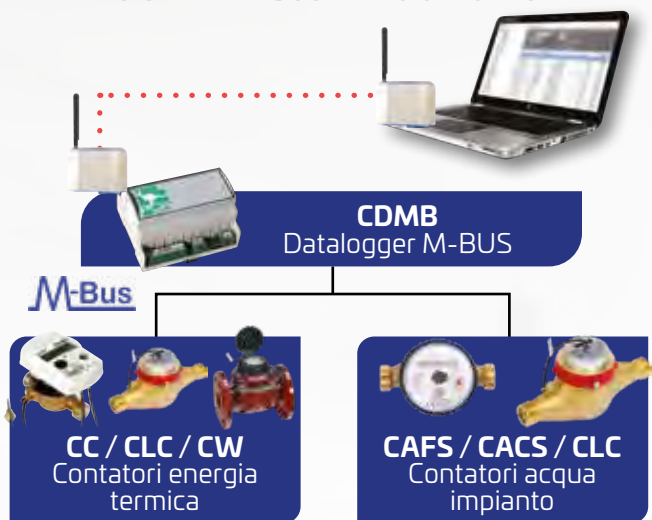 CDMB
Datalogger M-BUS
M-Bus
CC / CLC / CW
Contatori energia
termica
CAFS / CACS / CLC
Contatori acqua
impianto